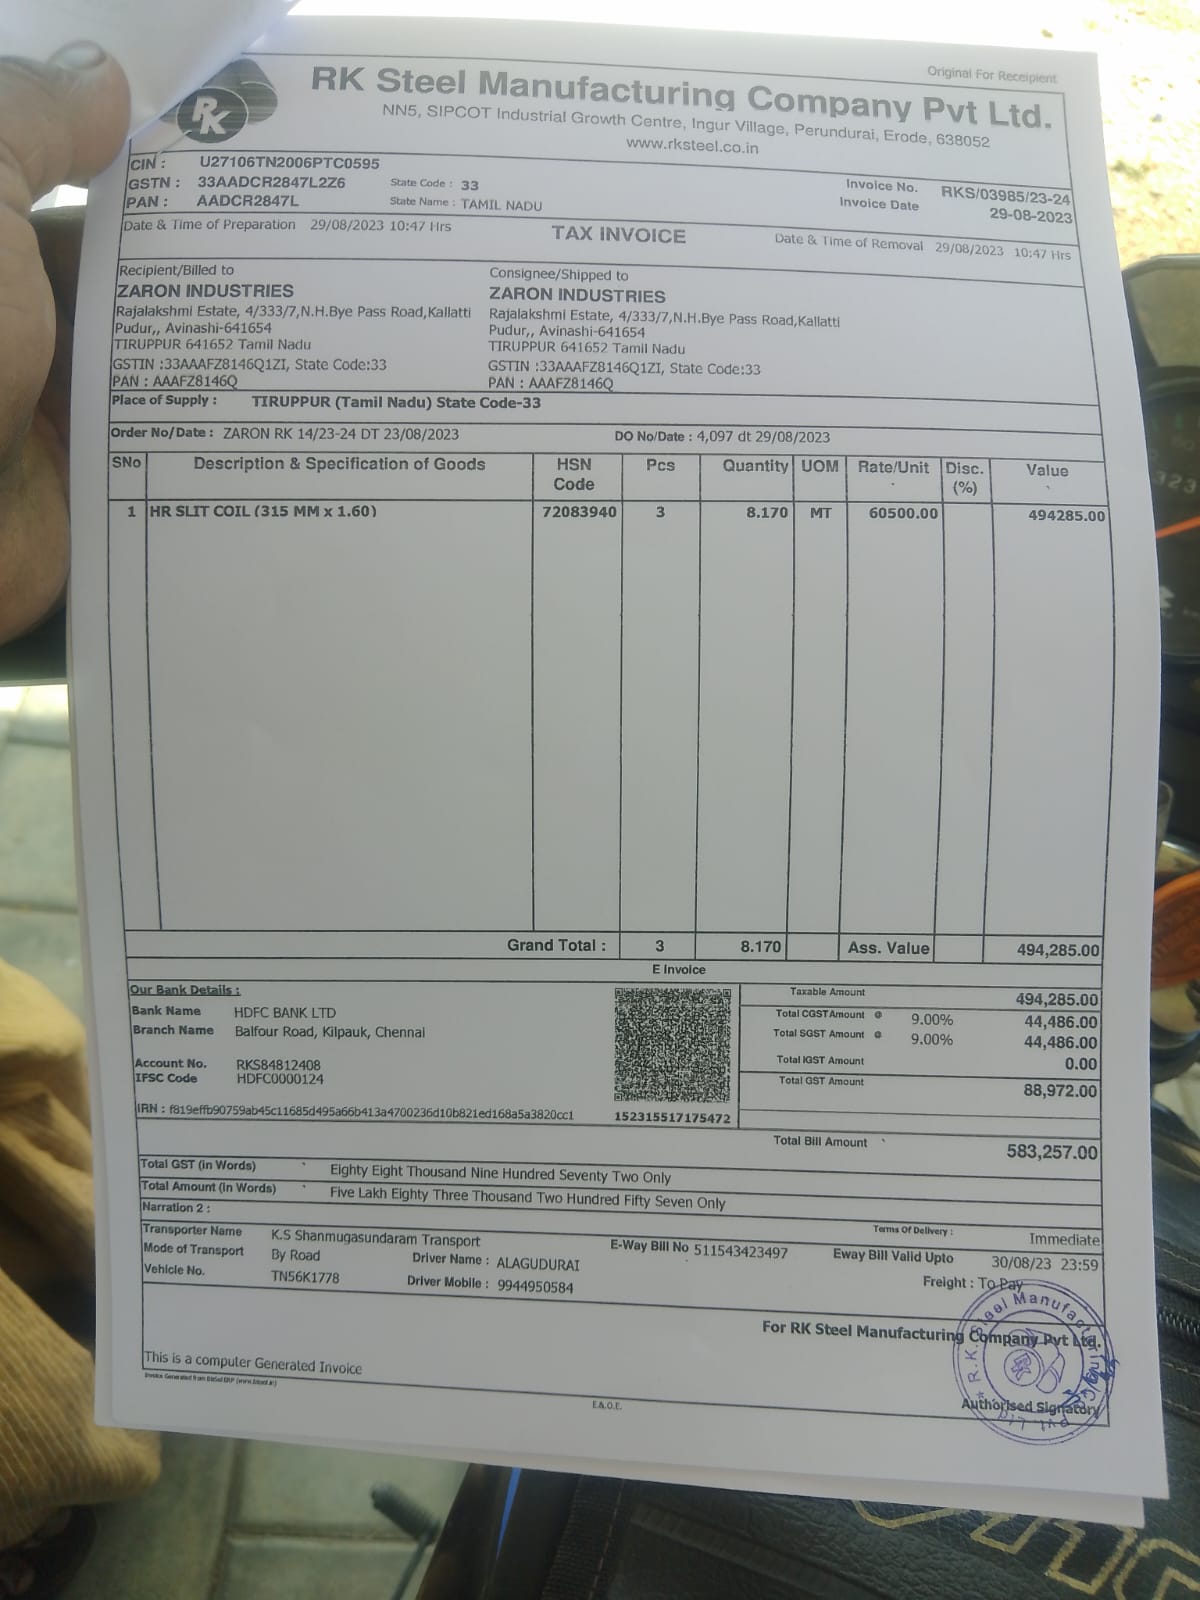 Original For Receipient
RK
RK Steel Manufacturing Company Pvt Ltd.
NN5, SIPCOT Industrial Growth Centre, Ingur Village, Perundurai, Erode, 638052
www.rksteel.co.in
CIN : U27106TN2006PTC0595
GSTN : 33AADCR2847L2Z6 State Code : 33 Invoice No. RKS/03985/23-24
PAN : AADCR2847L State Name : TAMIL NADU Invoice Date 29-08-2023
Date & Time of Preparation 29/08/2023 10:47 Hrs TAX INVOICE Date & Time of Removal 29/08/2023 10:47 Hrs
Recipient/Billed to Consignee/Shipped to
ZARON INDUSTRIES ZARON INDUSTRIES
Rajalakshmi Estate, 4/333/7,N.H.Bye Pass Road,Kallatti Rajalakshmi Estate, 4/333/7,N.H.Bye Pass Road,Kallatti
Pudur,, Avinashi-641654 Pudur,, Avinashi-641654
TIRUPPUR 641652 Tamil Nadu TIRUPPUR 641652 Tamil Nadu
GSTIN :33AAAFZ8146Q1ZI, State Code:33 GSTIN :33AAAFZ8146Q1ZI, State Code:33
PAN : AAAFZ8146Q PAN : AAAFZ8146Q
Place of Supply : TIRUPPUR (Tamil Nadu) State Code-33
Order No/Date : ZARON RK 14/23-24 DT 23/08/2023 DO No/Date : 4,097 dt 29/08/2023
SNo Description & Specification of Goods HSN Code Pcs Quantity UOM Rate/Unit Disc. (%) Value
1 HR SLIT COIL (315 MM x 1.60) 72083940 3 8.170 MT 60500.00 494285.00
Grand Total : 3 8.170 Ass. Value 494,285.00
E Invoice
Our Bank Details : Taxable Amount 494,285.00
Bank Name HDFC BANK LTD Total CGST Amount @ 9.00% 44,486.00
Branch Name Balfour Road, Kilpauk, Chennai Total SGST Amount @ 9.00% 44,486.00
Account No. RKS84812408 Total IGST Amount 0.00
IFSC Code HDFC0000124 Total GST Amount 88,972.00
IRN : f819effb90759ab45c11685d495a66b413a4700236d10b821ed168a5a3820cc1 152315517175472
Total Bill Amount 583,257.00
Total GST (in Words) Eighty Eight Thousand Nine Hundred Seventy Two Only
Total Amount (in Words) Five Lakh Eighty Three Thousand Two Hundred Fifty Seven Only
Narration 2 :
Transporter Name K.S Shanmugasundaram Transport Terms Of Delivery : Immediate
Mode of Transport By Road Driver Name : ALAGUDURAI E-Way Bill No 511543423497 Eway Bill Valid Upto 30/08/23 23:59
Vehicle No. TN56K1778 Driver Mobile : 9944950584 Freight : To Pay
For RK Steel Manufacturing Company Pvt Ltd.
R.K. Steel Manufacturing Co. Pvt. Ltd.
This is a computer Generated Invoice
Authorised Signatory
E.& O.E.